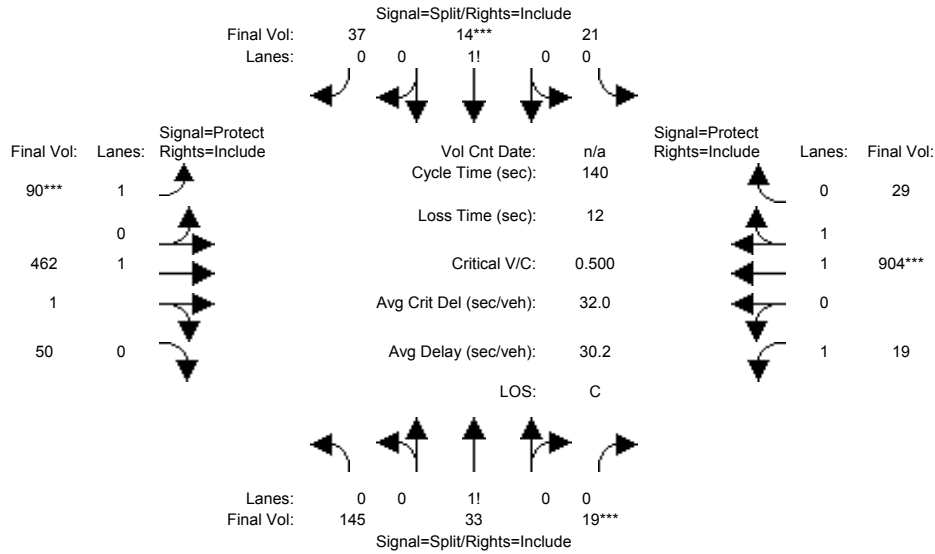 Signal=Split/Rights=Include
Final Vol: 37 14*** 21
Lanes: 0 0 1! 0 0
Signal=Protect Signal=Protect
Final Vol: Lanes: Rights=Include Vol Cnt Date: n/a Rights=Include Lanes: Final Vol:
Cycle Time (sec): 140
90*** 1 0 29
Loss Time (sec): 12
0 1
462 1 Critical V/C: 0.500 1 904***
1 Avg Crit Del (sec/veh): 32.0 0
50 0 Avg Delay (sec/veh): 30.2 1 19
LOS: C
Lanes: 0 0 1! 0 0
Final Vol: 145 33 19***
Signal=Split/Rights=Include